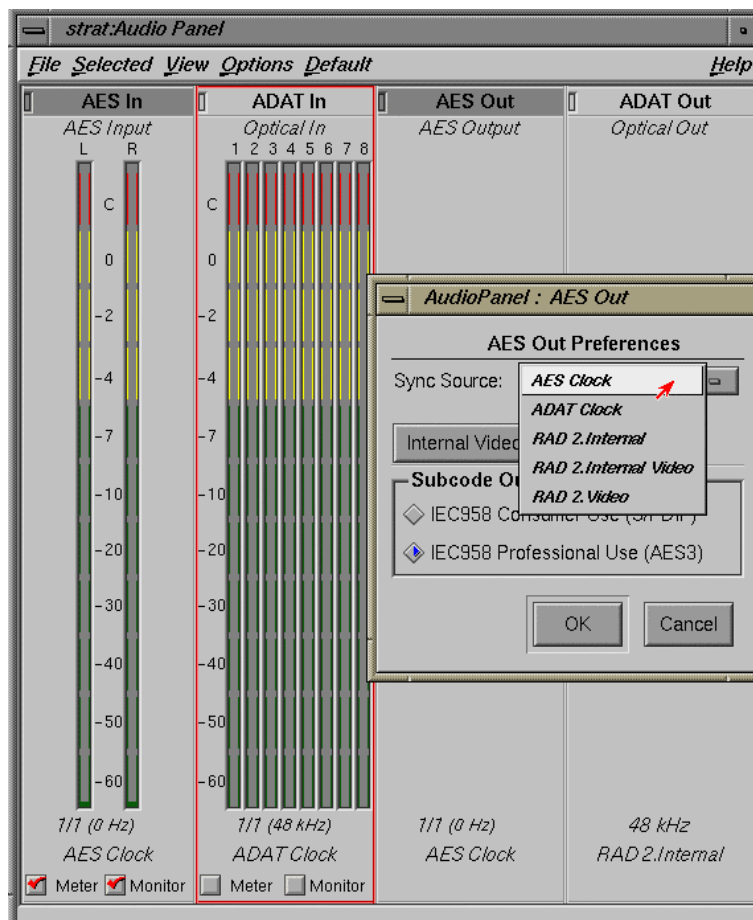 strat:Audio Panel
File Selected View Options Default Help
AES In
AES Input
L R
C
0
-2
-4
-7
-10
-20
-30
-40
-50
-60
1/1 (0 Hz)
AES Clock
Meter Monitor
ADAT In
Optical In
1 2 3 4 5 6 7 8
C
0
-2
-4
-7
-10
-20
-30
-40
-50
-60
1/1 (48 kHz)
ADAT Clock
Meter Monitor
AES Out
AES Output
1/1 (0 Hz)
AES Clock
ADAT Out
Optical Out
48 kHz
RAD 2.Internal
AudioPanel : AES Out
AES Out Preferences
Sync Source:
AES Clock
ADAT Clock
RAD 2.Internal
RAD 2.Internal Video
RAD 2.Video
Internal Video
Subcode
IEC958 Consumer Use (S/PDIF)
IEC958 Professional Use (AES3)
OK Cancel